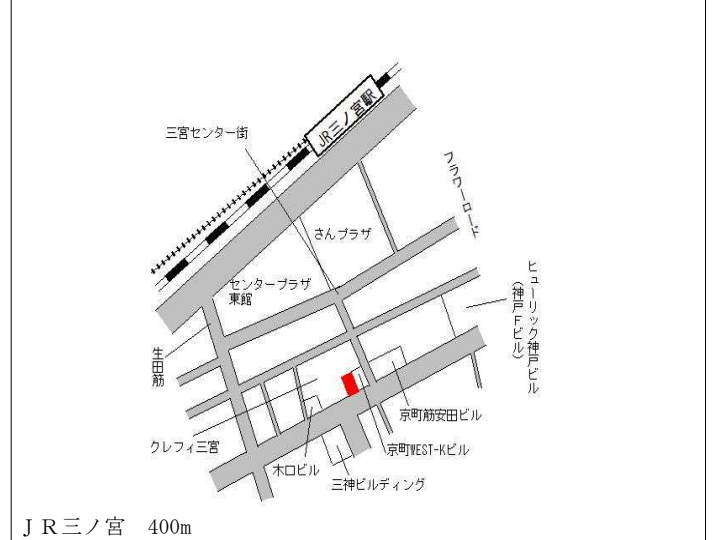 JR三ノ宮駅
三宮センター街
フラワーロード
さんプラザ
センタープラザ
東館
ヒューリック神戸ビル
（神戸Fビル）
生田筋
京町筋安田ビル
クレフィ三宮
京町WEST-Kビル
木口ビル
三神ビルディング
ＪＲ三ノ宮　400m